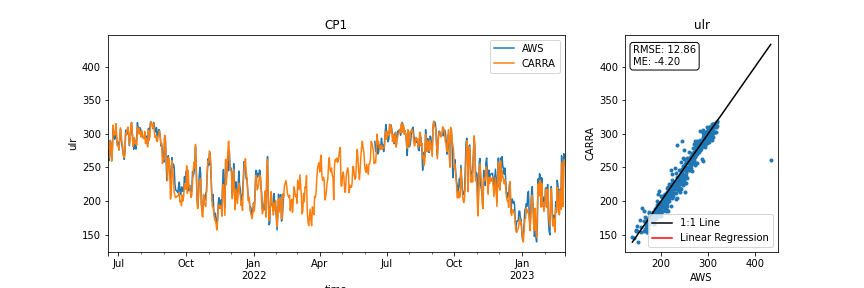 CP1
ulr
400
350
300
250
200
150
ulr
AWS
CARRA
Jul
Oct
Jan
2022
Apr
Jul
Oct
Jan
2023
time
ulr
RMSE: 12.86
ME: -4.20
400
350
300
250
200
150
CARRA
1:1 Line
Linear Regression
200
300
400
AWS